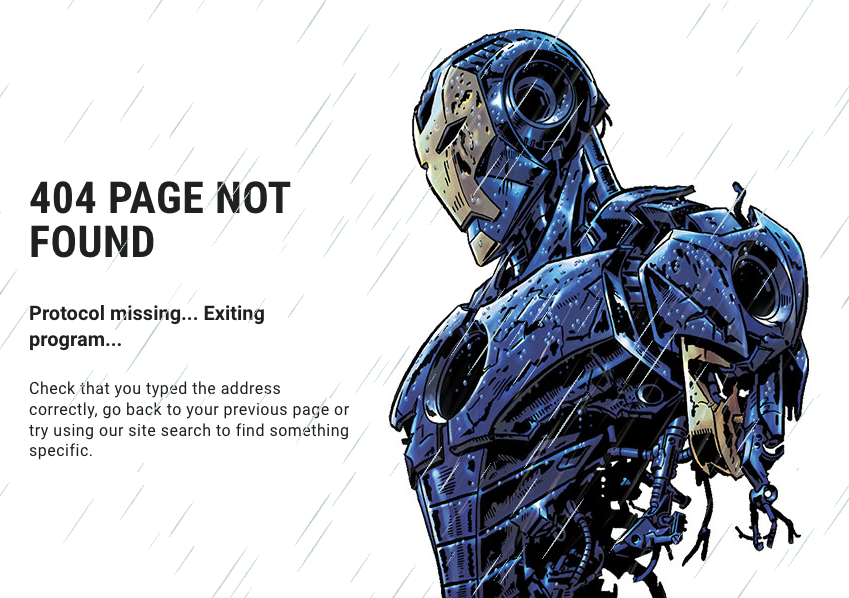 404 PAGE NOT
FOUND
Protocol missing... Exiting
program...
Check that you typed the address
correctly, go back to your previous page or
try using our site search to find something
specific.